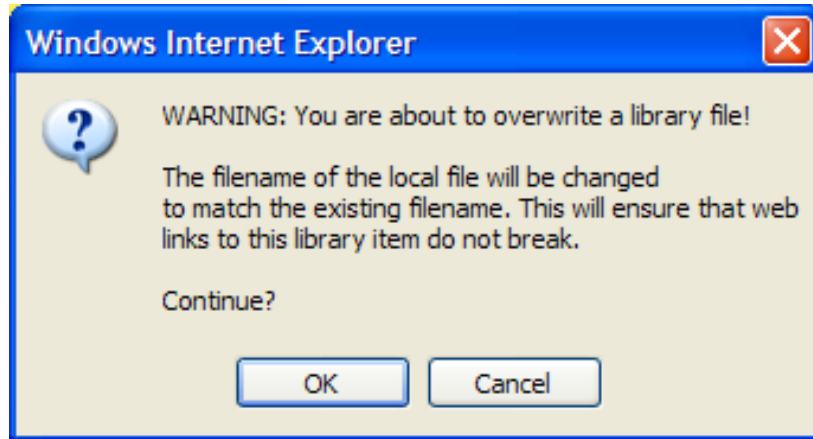 Windows Internet Explorer
WARNING: You are about to overwrite a library file!
The filename of the local file will be changed
to match the existing filename. This will ensure that web
links to this library item do not break.
Continue?
OK
Cancel